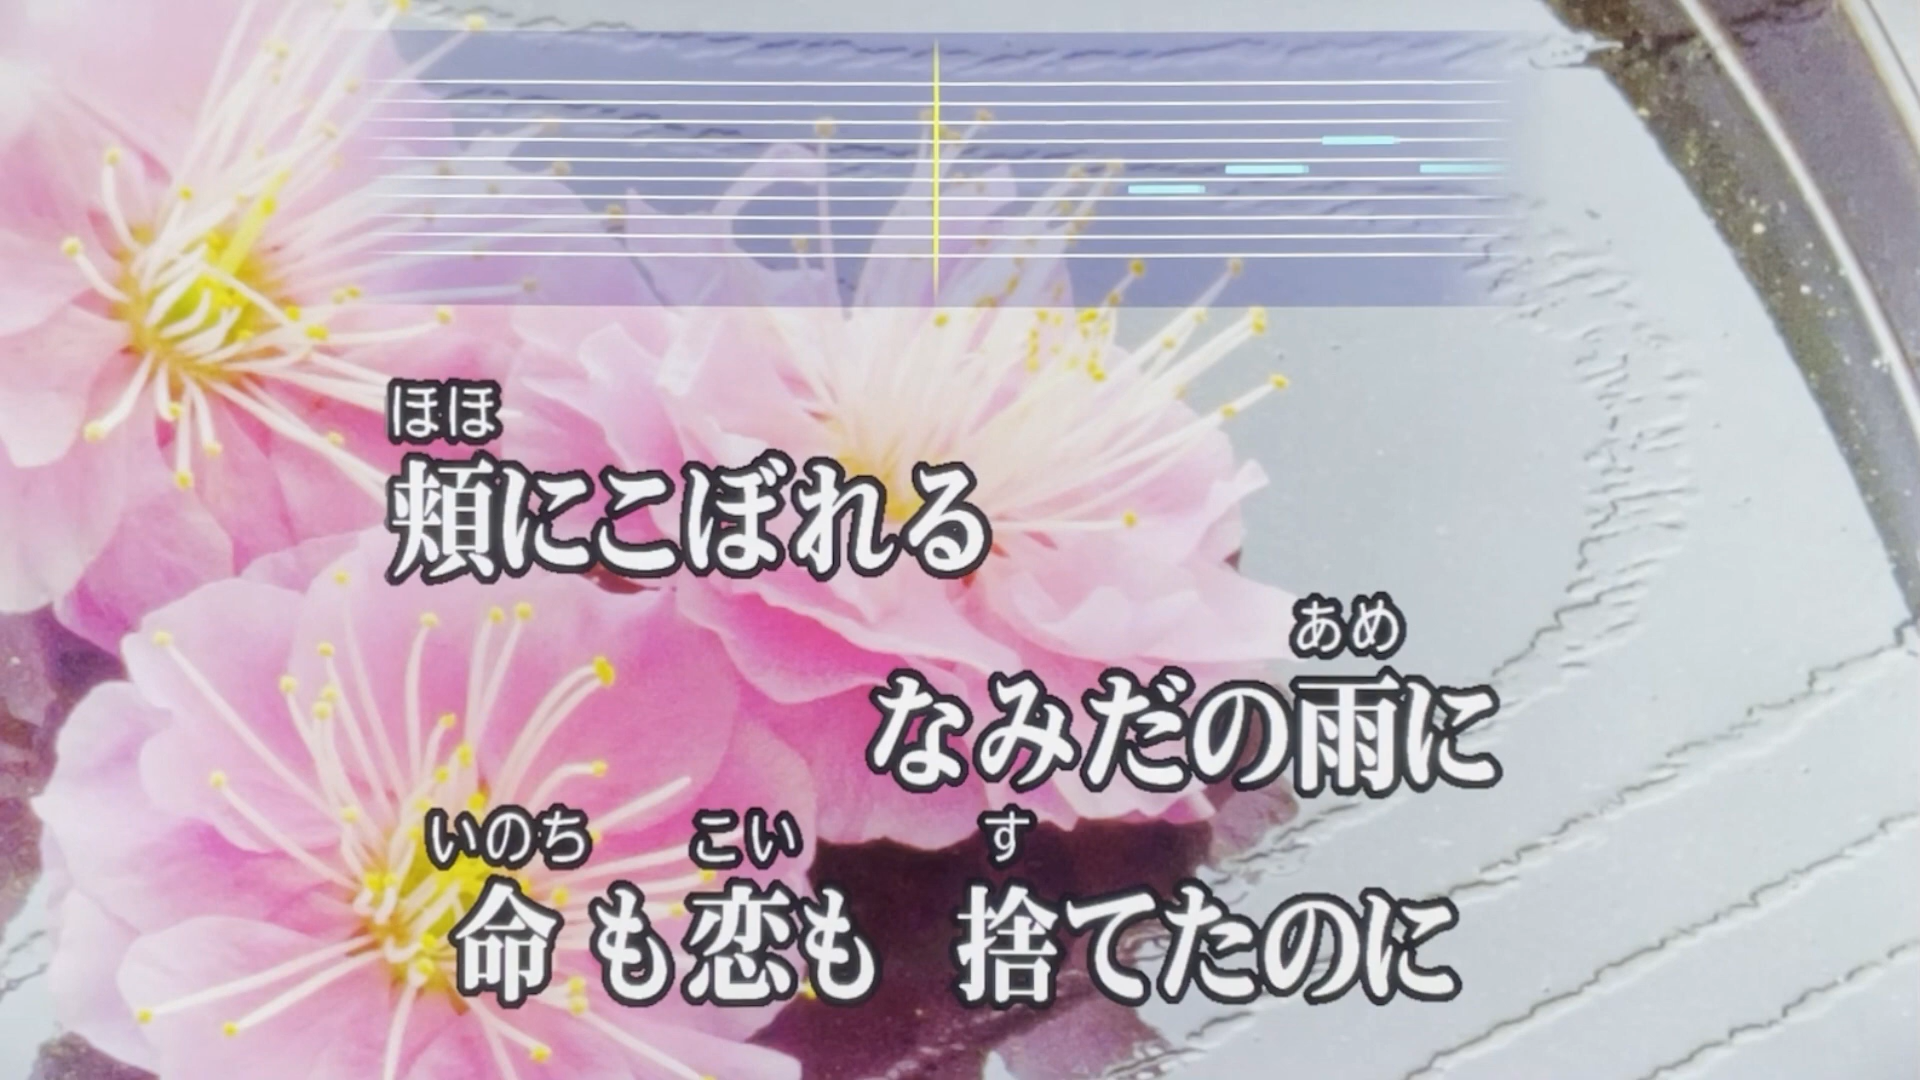 ほほ
頬にこぼれる
あめ
なみだの雨に
いのち こい す
命も恋も 捨てたのに